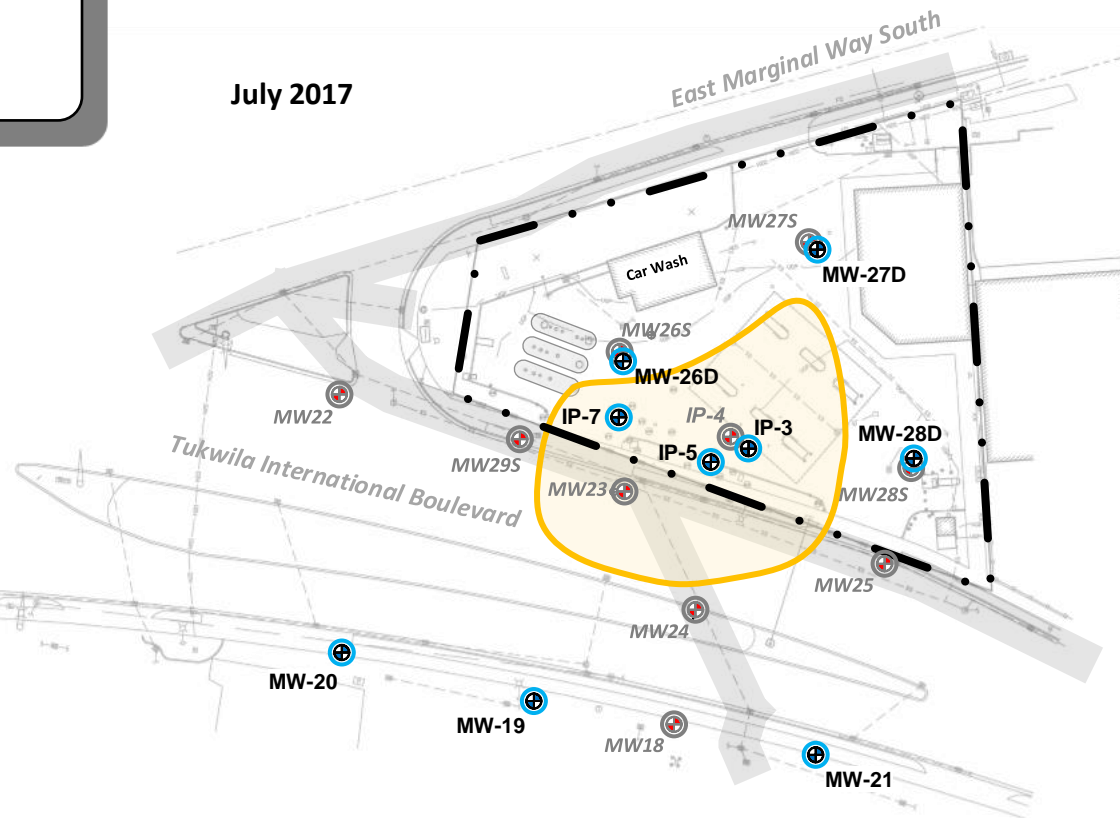 East Marginal Way South
July 2017
MW27S
MW-27D
Car Wash
MW26S
MW-26D
MW22
IP-7
IP-4
IP-3
MW-28D
Tukwila International Boulevard
MW29S
IP-5
MW23
MW28S
MW25
MW24
MW-20
MW-19
MW18
MW-21